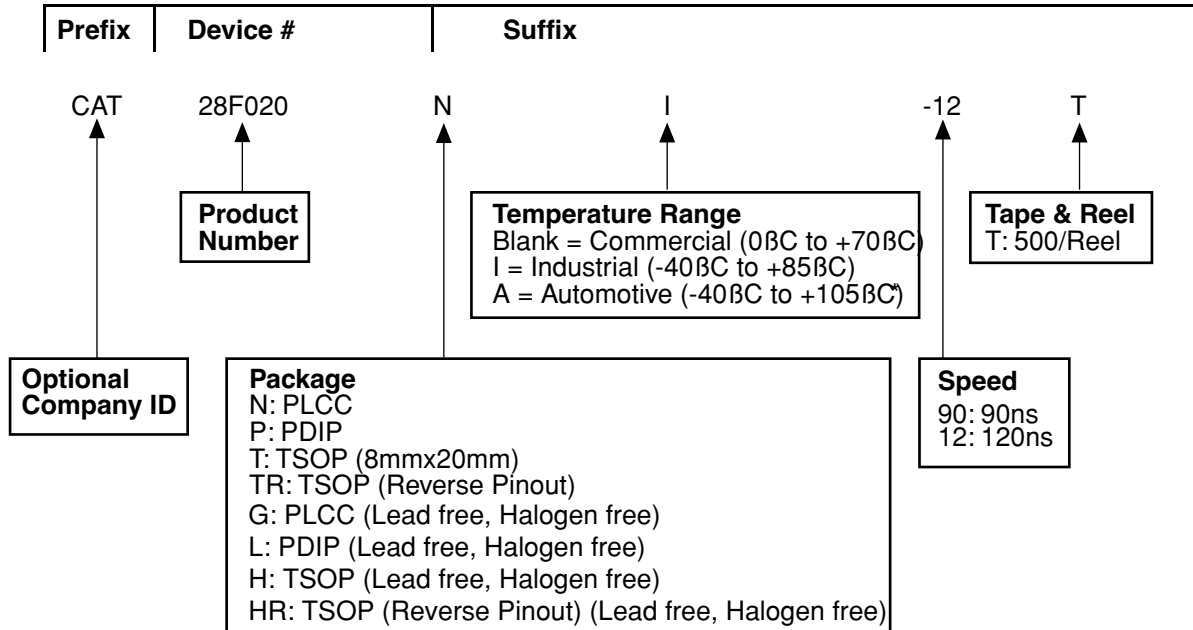 Prefix Device # Suffix
CAT 28F020 N I -12 T
Product
Number
Temperature Range
Blank = Commercial (0ßC to +70ßC)
I = Industrial (-40ßC to +85ßC)
A = Automotive (-40ßC to +105ßC*)
Tape & Reel
T: 500/Reel
Optional
Company ID
Package
N: PLCC
P: PDIP
T: TSOP (8mmx20mm)
TR: TSOP (Reverse Pinout)
G: PLCC (Lead free, Halogen free)
L: PDIP (Lead free, Halogen free)
H: TSOP (Lead free, Halogen free)
HR: TSOP (Reverse Pinout) (Lead free, Halogen free)
Speed
90: 90ns
12: 120ns